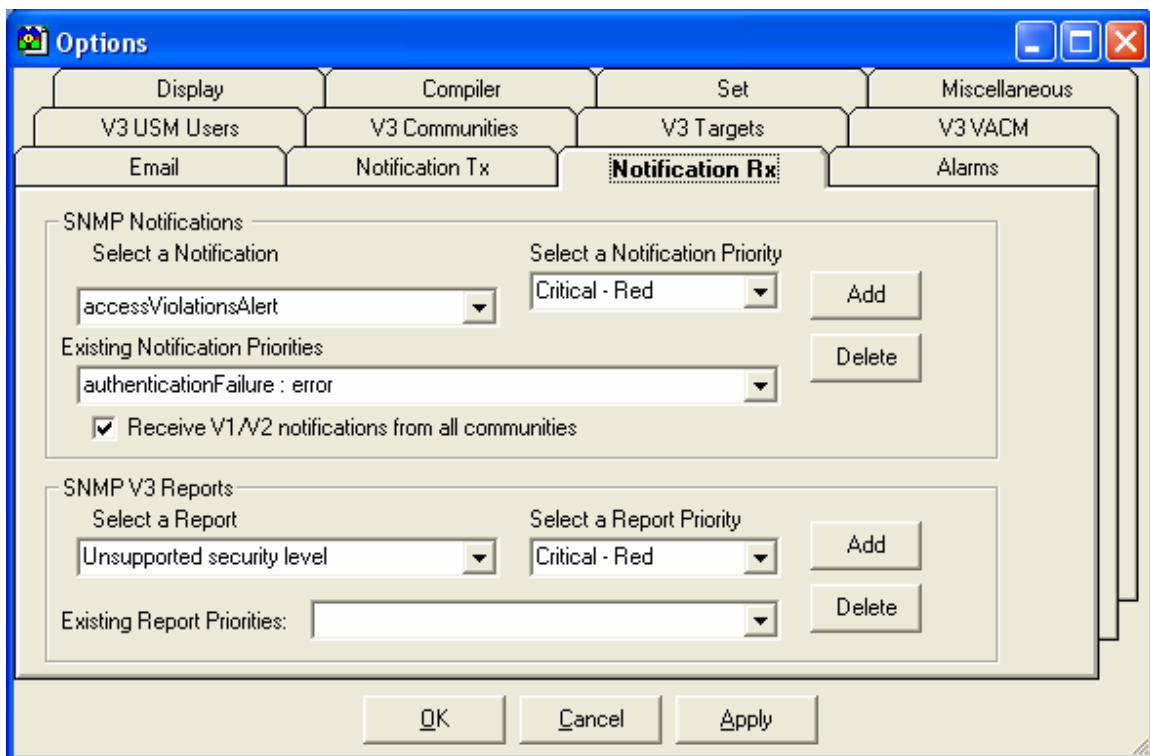 Options
Display
Compiler
Set
Miscellaneous
V3 USM Users
V3 Communities
V3 Targets
V3 VACM
Email
Notification Tx
Notification Rx
Alarms
SNMP Notifications
Select a Notification
Select a Notification Priority
accessViolationsAlert
Critical - Red
Add
Existing Notification Priorities
Delete
authenticationFailure : error
Receive V1/V2 notifications from all communities
SNMP V3 Reports
Select a Report
Select a Report Priority
Unsupported security level
Critical - Red
Add
Existing Report Priorities:
Delete
OK
Cancel
Apply